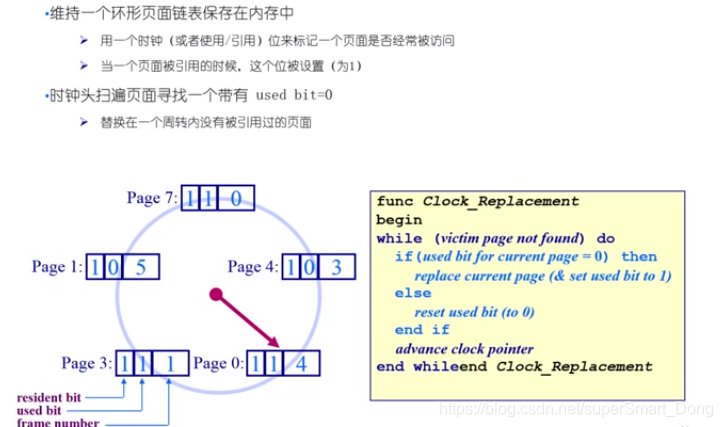 •维持一个环形页面链表保存在内存中
➢ 用一个时钟（或者使用/引用）位来标记一个页面是否经常被访问
➢ 当一个页面被引用的时候，这个位被设置（为1）
•时钟头扫遍页面寻找一个带有 used bit=0
➢ 替换在一个周转内没有被引用过的页面
Page 7: 1 1 0
Page 1: 1 0 5
Page 4: 1 0 3
Page 3: 1 1 1
Page 0: 1 1 4
resident bit
used bit
frame number
func Clock_Replacement
begin
while (victim page not found) do
if(used bit for current page = 0) then
replace current page (& set used bit to 1)
else
reset used bit (to 0)
end if
advance clock pointer
end whileend Clock_Replacement
https://blog.csdn.net/superSmart_Dong